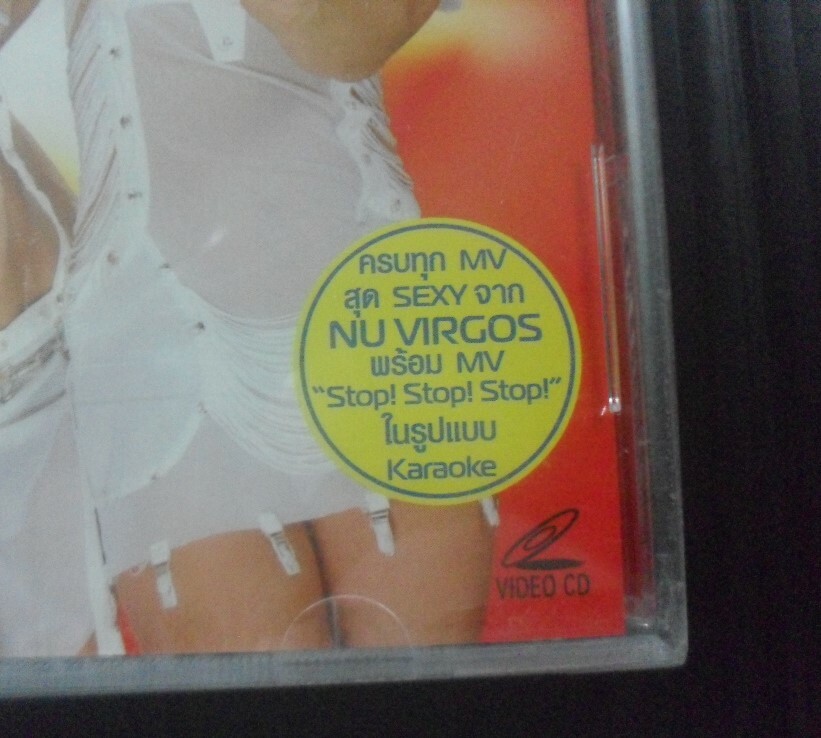 ครบทุก MV
สุด SEXY จาก
NU VIRGOS
พร้อม MV
“Stop! Stop! Stop!”
ในรูปแบบ
Karaoke
VIDEO CD